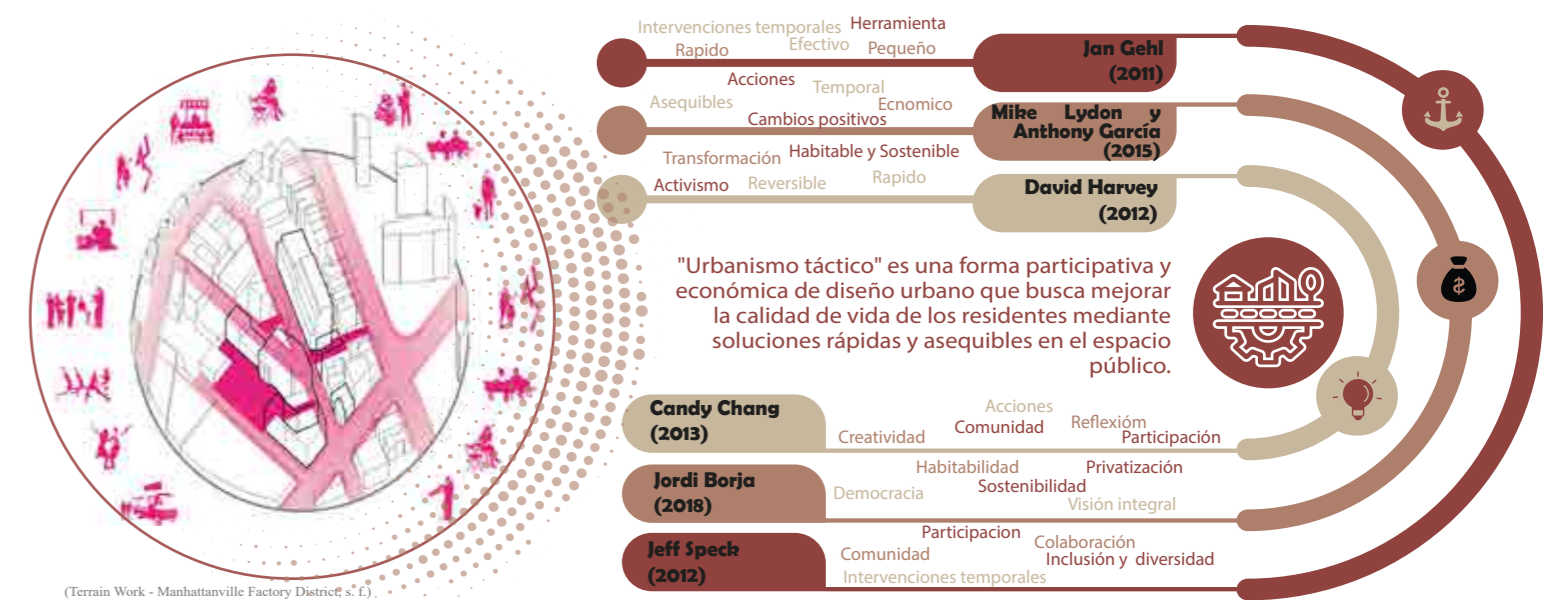 Intervenciones temporales Herramienta
Rapido Efectivo Pequeño
Jan Gehl
(2011)
Acciones Temporal
Asequibles Ecnomico
Cambios positivos
Mike Lydon y
Anthony García
(2015)
Transformación Habitable y Sostenible
Activismo Reversible Rapido
David Harvey
(2012)
"Urbanismo táctico" es una forma participativa y
económica de diseño urbano que busca mejorar
la calidad de vida de los residentes mediante
soluciones rápidas y asequibles en el espacio
público.
Candy Chang
(2013)
Acciones
Creatividad Comunidad Reflexióm
Participación
Jordi Borja
(2018)
Habitabilidad Privatización
Democracia Sostenibilidad
Visión integral
Jeff Speck
(2012)
Participacion Colaboración
Comunidad Inclusión y diversidad
Intervenciones temporales
(Terrain Work - Manhattanville Factory District, s. f.)